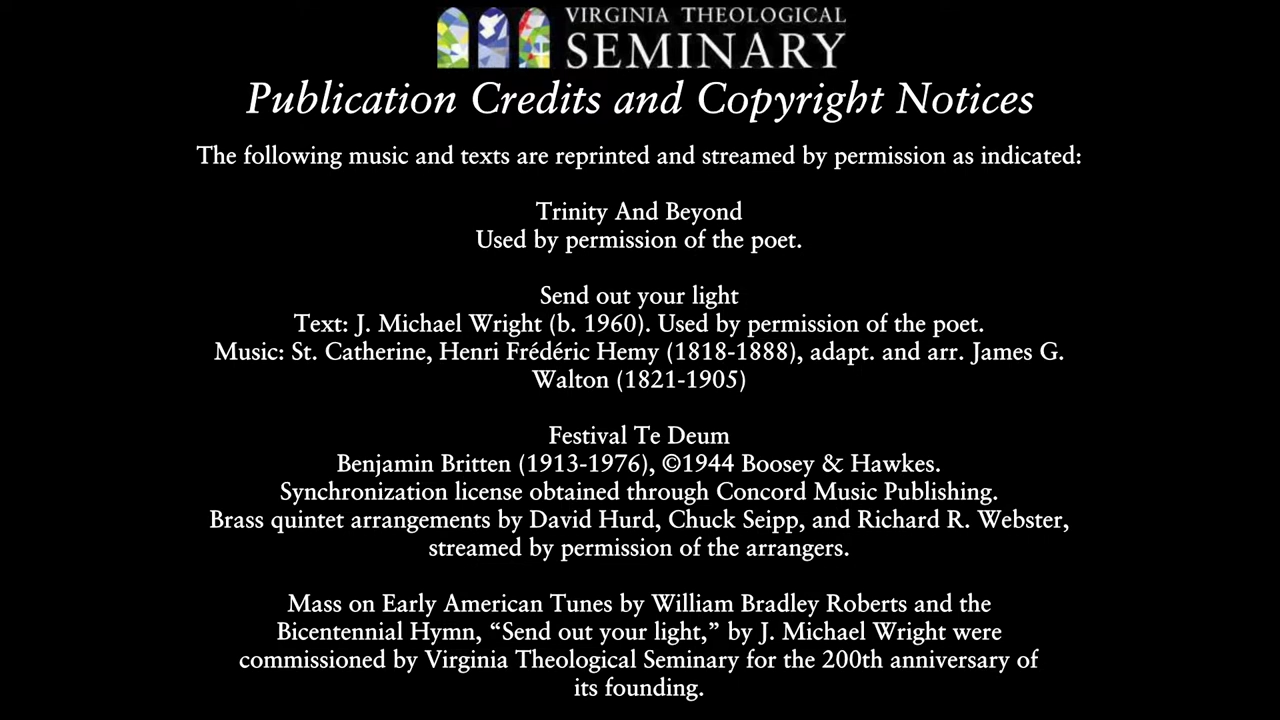 VIRGINIA THEOLOGICAL
SEMINARY
Publication Credits and Copyright Notices
The following music and texts are reprinted and streamed by permission as indicated:
Trinity And Beyond
Used by permission of the poet.
Send out your light
Text: J. Michael Wright (b. 1960). Used by permission of the poet.
Music: St. Catherine, Henri Frédéric Hemy (1818-1888), adapt. and arr. James G.
Walton (1821-1905)
Festival Te Deum
Benjamin Britten (1913-1976), ©1944 Boosey & Hawkes.
Synchronization license obtained through Concord Music Publishing.
Brass quintet arrangements by David Hurd, Chuck Seipp, and Richard R. Webster,
streamed by permission of the arrangers.
Mass on Early American Tunes by William Bradley Roberts and the
Bicentennial Hymn, “Send out your light,” by J. Michael Wright were
commissioned by Virginia Theological Seminary for the 200th anniversary of
its founding.